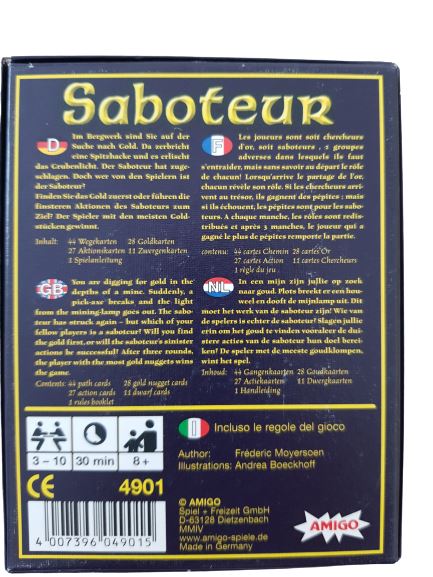 Saboteur
D
Im Bergwerk sind Sie auf der
Suche nach Gold. Da zerbricht
eine Spitzhacke und es erlischt
das Grubenlicht. Der Saboteur hat zuge-
schlagen. Doch wer von den Spielern ist
der Saboteur?
Finden Sie das Gold zuerst oder führen die
finsteren Aktionen des Saboteurs zum
Ziel? Der Spieler mit den meisten Gold-
stücken gewinnt.
Inhalt: 44 Wegekarten 28 Goldkarten
27 Aktionskarten 11 Zwergenkarten
1 Spielanleitung
F
Les joueurs sont soit chercheurs
d'or, soit saboteurs , 2 groupes
adverses dans lesquels ils faut
s'entraider, mais sans savoir au départ le rôle
de chacun! Lorsqu'arrive le partage de l'or,
chacun révèle son rôle. Si les chercheurs arri-
vent au trésor, ils gagnent des pépites ; mais
si ils échouent, les pépites sont pour les sabo-
teurs. A chaque manche, les rôles sont redis-
tribués et après 3 manches, le joueur qui a
gagné le plus de pépites remporte la partie.
contenu: 44 cartes Chemin 28 cartes Or
27 cartes Action 11 cartes Chercheurs
1 règle du jeu
GB
You are digging for gold in the
depths of a mine. Suddenly, a
pick-axe breaks and the light
from the mining-lamp goes out. The sabo-
teur has struck again – but which of your
fellow players is a saboteur? Will you find
the gold first, or will the saboteur's sinister
actions be successful? After three rounds,
the player with the most gold nuggets wins
the game.
Contents: 44 path cards 28 gold nugget cards
27 action cards 11 dwarf cards
1 rules booklet
NL
In een mijn zijn jullie op zoek
naar goud. Plots breekt er een hou-
weel en dooft de mijnlamp uit. Dit
moet het werk van de saboteur zijn! Wie van
de spelers is echter de saboteur? Slagen jullie
erin om het goud te vinden vooraleer de duis-
tere acties van de saboteur hun doel berei-
ken? De speler met de meeste goudklompen,
wint het spel.
Inhoud: 44 Gangenkaarten 28 Goudkaarten
27 Actiekaarten 11 Dwergkaarten
1 Handleiding
3 – 10
30 min
8+
CE
4901
4 007396 049015
I
Incluso le regole del gioco
Author: Fréderic Moyersoen
Illustrations: Andrea Boeckhoff
© AMIGO
Spiel + Freizeit GmbH
D-63128 Dietzenbach
MMIV
www.amigo-spiele.de
Made in Germany
AMIGO